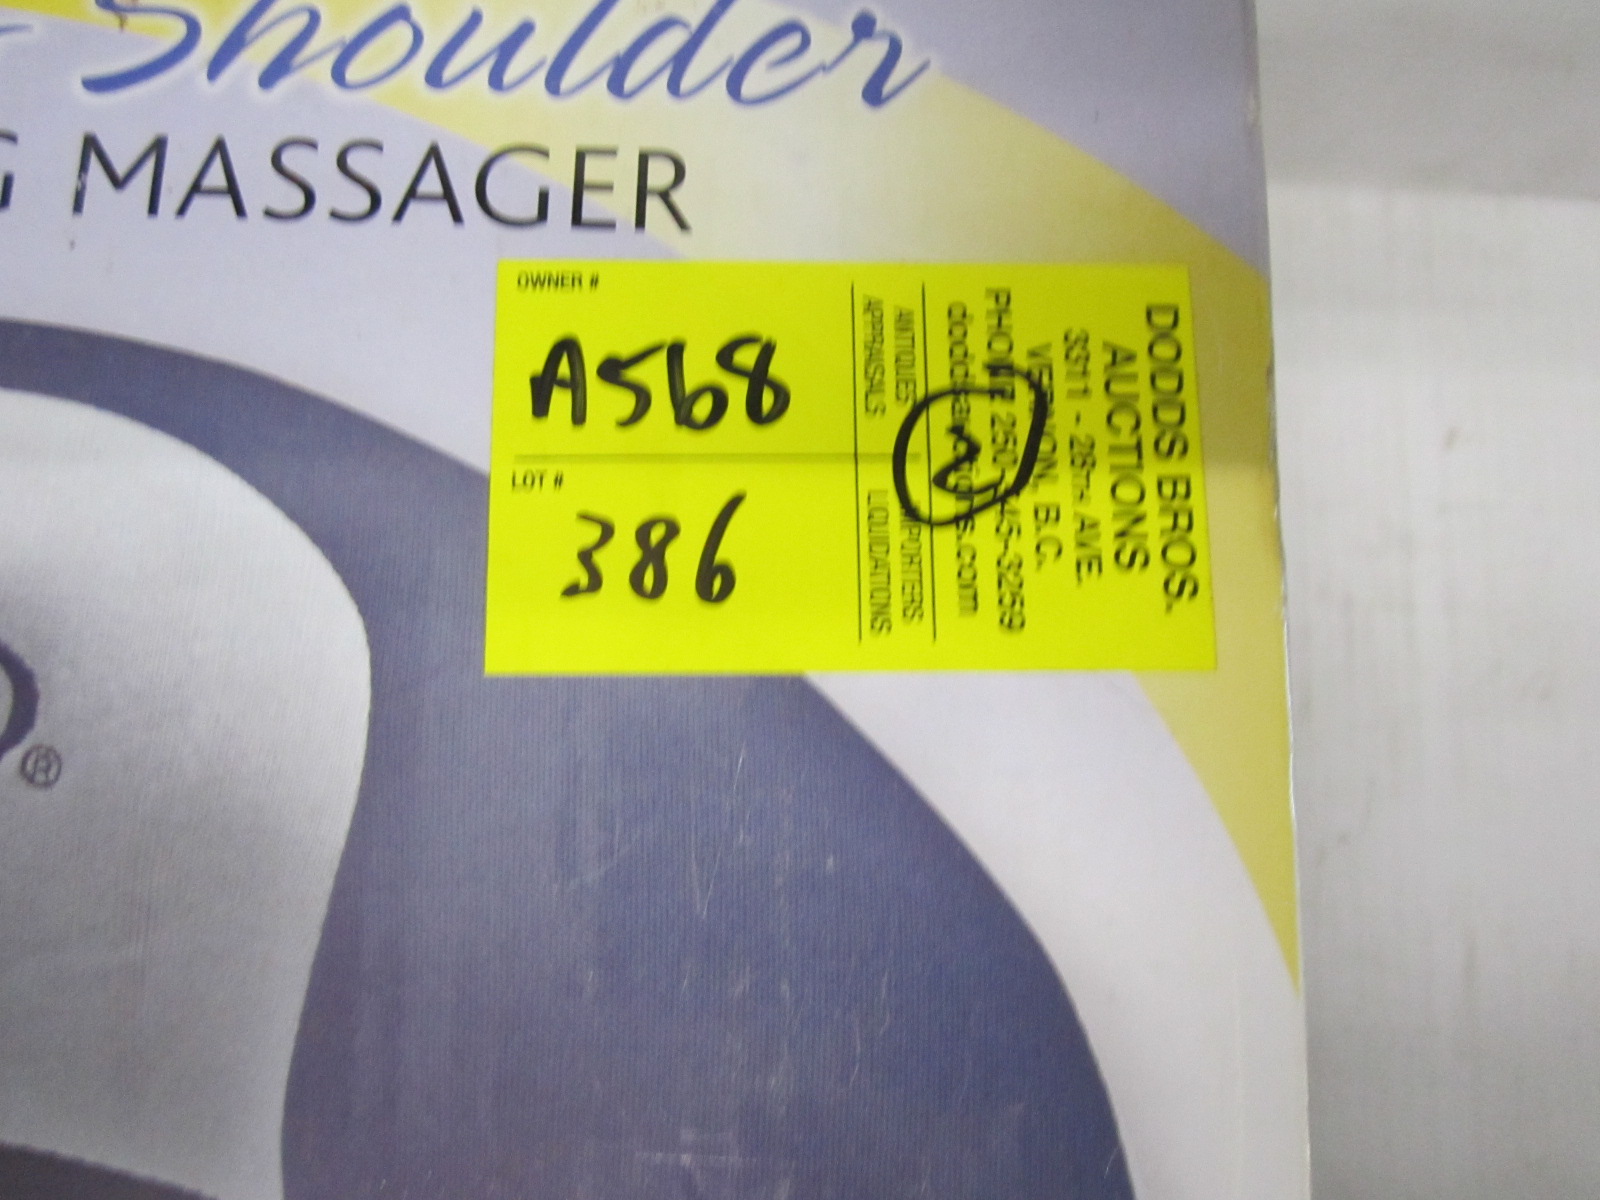 Shoulder
MASSAGER
OWNER #
A568
LOT #
386
DODDS BROS.
AUCTIONS
3311 - 28TH AVE.
VERNON, B.C.
PHONE 250-545-3259
doddsauctions.com
ANTIQUES IMPORTERS
APPRAISALS LIQUIDATIONS
2
®